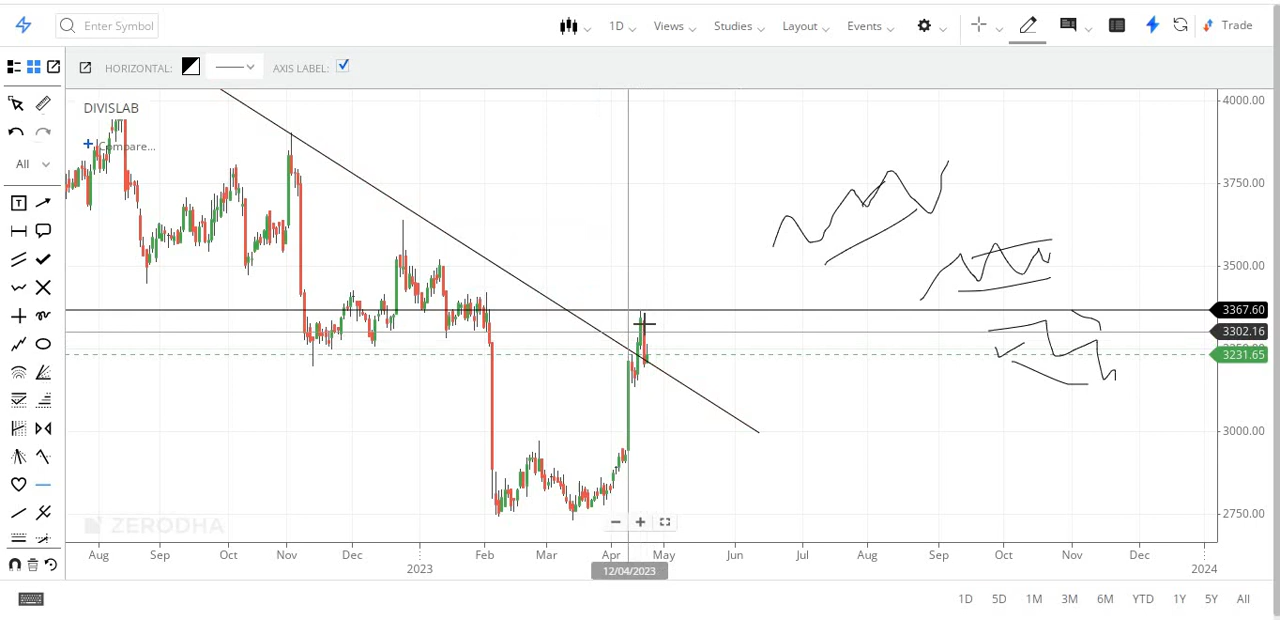 Enter Symbol 1D Views Studies Layout Events Trade
HORIZONTAL: AXIS LABEL:
DIVISLAB
Compare...
All
4000.00
3750.00
3500.00
3367.60
3302.16
3231.65
3000.00
2750.00
ZERODHA
Aug Sep Oct Nov Dec 2023 Feb Mar Apr May Jun Jul Aug Sep Oct Nov Dec 2024
12/04/2023
1D 5D 1M 3M 6M YTD 1Y 5Y All